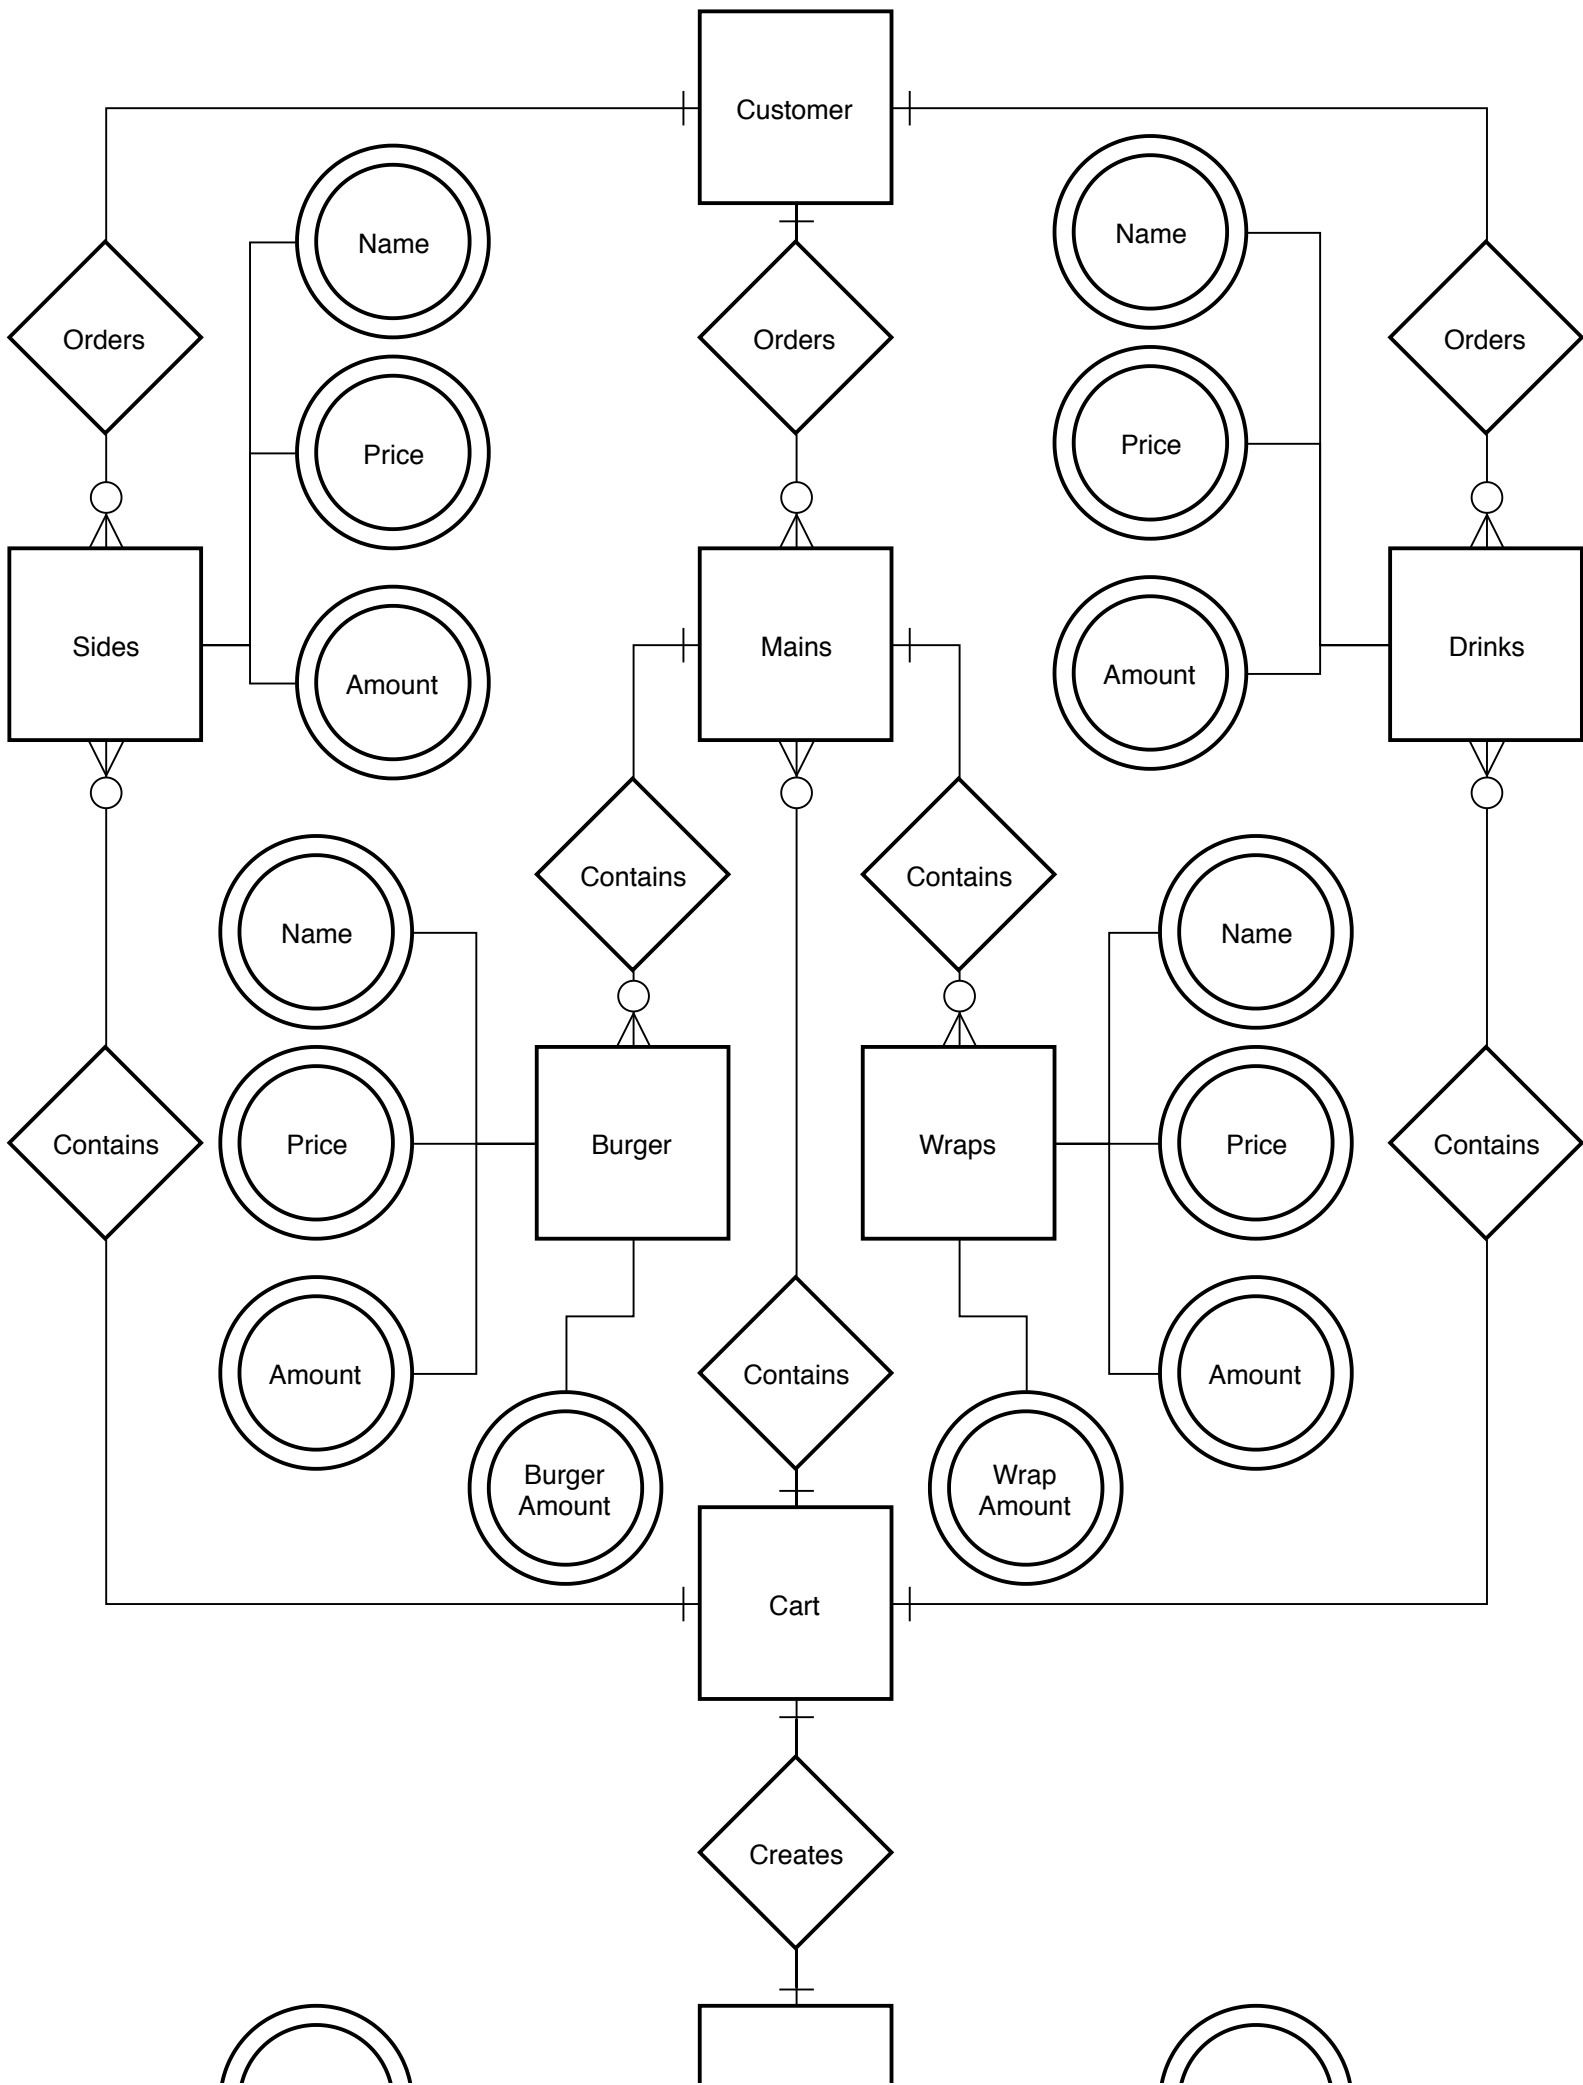 Customer
Name
Name
Orders
Orders
Orders
Price
Price
Sides
Mains
Drinks
Amount
Amount
Contains
Contains
Name
Name
Contains
Price
Burger
Wraps
Price
Contains
Amount
Contains
Amount
Burger
Amount
Wrap
Amount
Cart
Creates